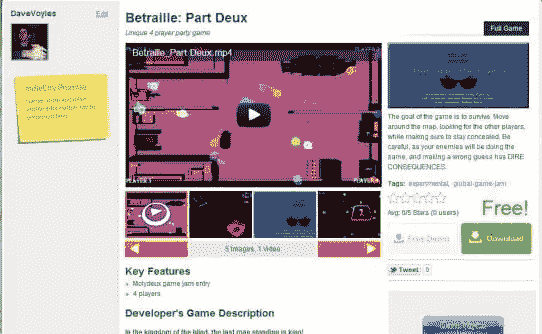 DaveVoyles
Edit
Betraille: Part Deux
Unique 4 player party game
Full Game
Betraille: Part Deux.mp4
PLAYER 1
PLAYER
The goal of the game is to survive. Move
around the map, looking for the other players,
while making sure to stay concealed. Be
careful, as your enemies will be doing the
same, and making a wrong guess has DIRE
CONSEQUENCES.
Tags: experimental, global-game-jam
Avg: 0/5 Stars (0 users)
Free!
Free Demo
Download
5 Images, 1 Video
Tweet 0
Key Features
Molydeux game jam entry
4 players
Developer's Game Description
In the kingdom of the blind, the last man standing is king!